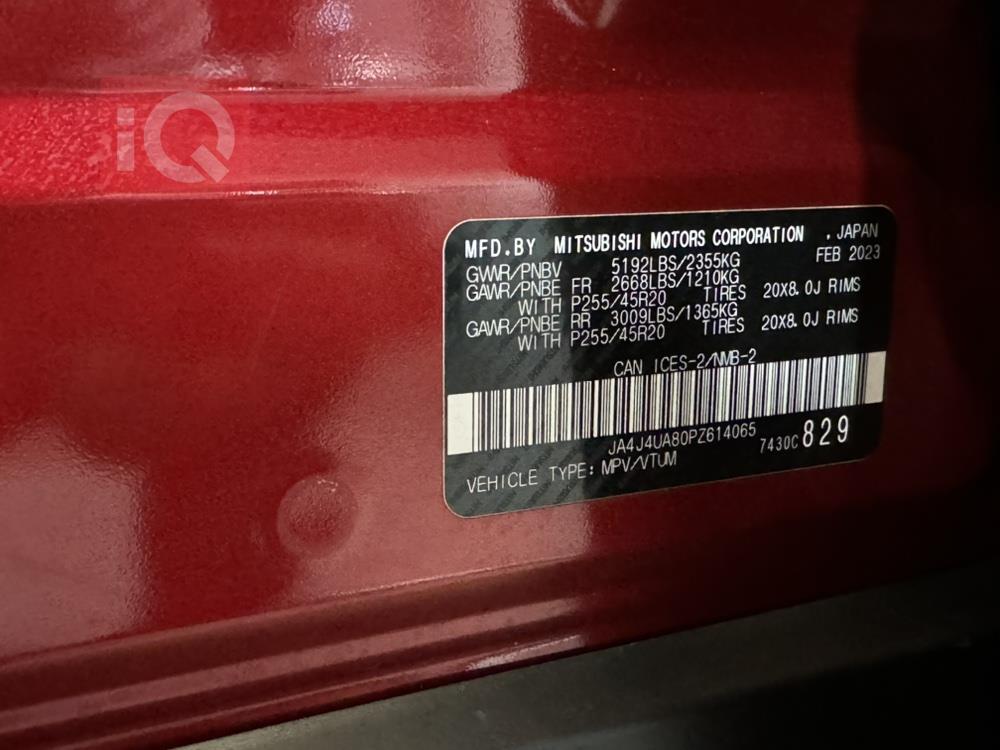 iQ
MFD.BY MITSUBISHI MOTORS CORPORATION , JAPAN
FEB 2023
GVWR/PNBV 5192LBS/2355KG
GAWR/PNBE FR 2668LBS/1210KG
WITH P255/45R20 TIRES 20X8.0J RIMS
GAWR/PNBE RR 3009LBS/1365KG
WITH P255/45R20 TIRES 20X8.0J RIMS
CAN ICES-2/NMB-2
JA4J4UA80PZ614065
7430C 829
VEHICLE TYPE: MPV/VTUM